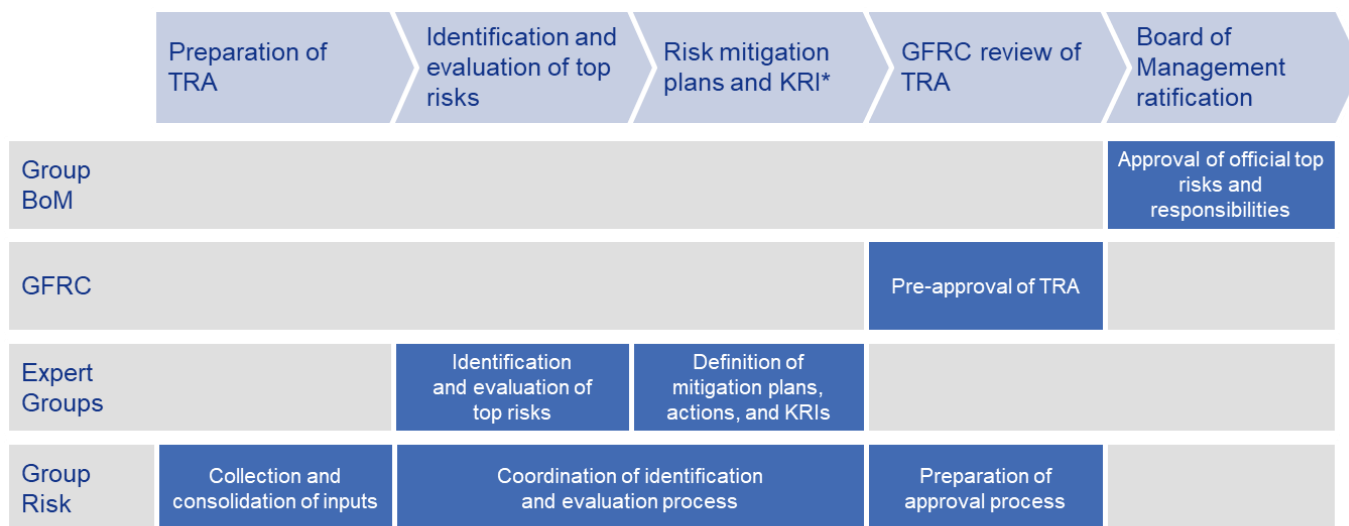 Preparation of
TRA
Identification and
evaluation of top
risks
Risk mitigation
plans and KRI*
GFRC review of
TRA
Board of
Management
ratification
Group
BoM
Approval of official top
risks and
responsibilities
GFRC
Pre-approval of TRA
Expert
Groups
Identification
and evaluation of
top risks
Definition of
mitigation plans,
actions, and KRIs
Group
Risk
Collection and
consolidation of inputs
Coordination of identification
and evaluation process
Preparation of
approval process